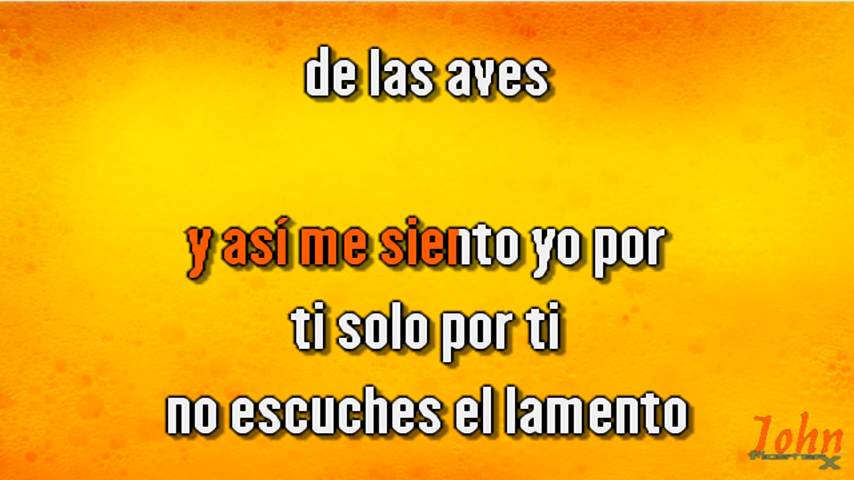 de las aves
y así me siento yo por
ti solo por ti
no escuches el lamento
John